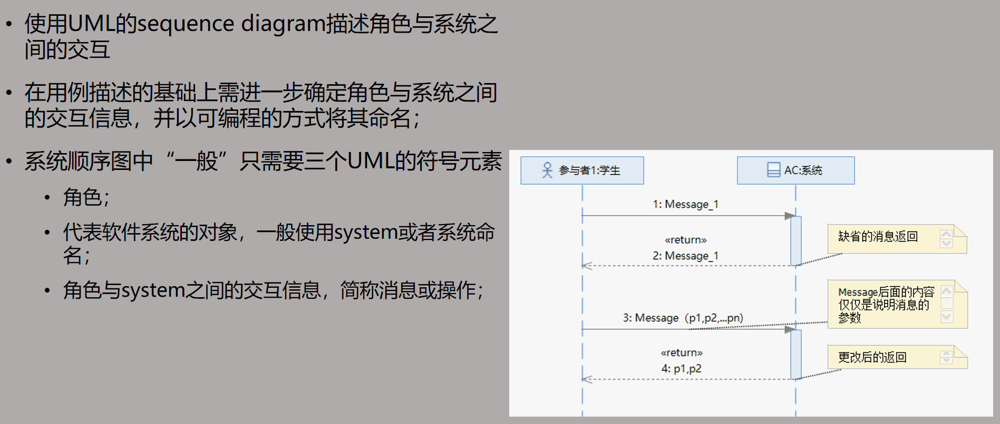 • 使用UML的sequence diagram描述角色与系统之
间的交互
• 在用例描述的基础上需进一步确定角色与系统之间
的交互信息，并以可编程的方式将其命名；
• 系统顺序图中“一般”只需要三个UML的符号元素
• 角色；
• 代表软件系统的对象，一般使用system或者系统命
名；
• 角色与system之间的交互信息，简称消息或操作；
参与者1:学生
AC:系统
1: Message_1
«return»
2: Message_1
缺省的消息返回
3: Message（p1,p2,...pn)
Message后面的内容
仅仅是说明消息的
参数
«return»
4: p1,p2
更改后的返回